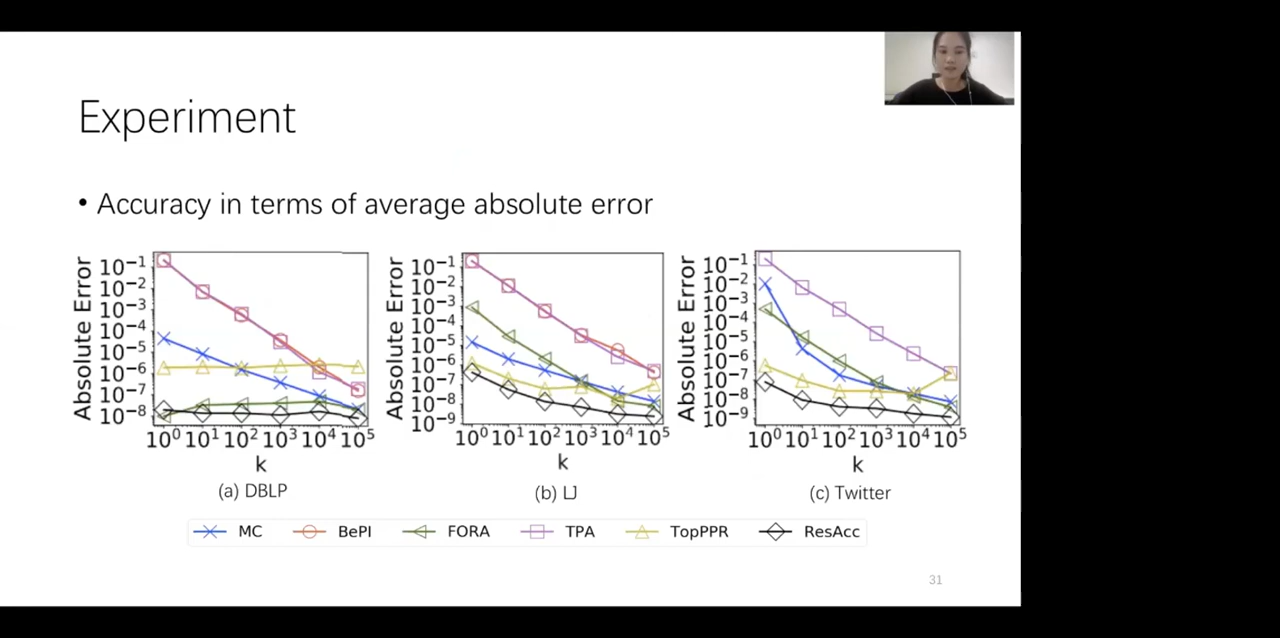 Experiment
• Accuracy in terms of average absolute error
Absolute Error
10⁻¹
10⁻²
10⁻³
10⁻⁴
10⁻⁵
10⁻⁶
10⁻⁷
10⁻⁸
10⁰ 10¹ 10² 10³ 10⁴ 10⁵
k
(a) DBLP
Absolute Error
10⁻¹
10⁻²
10⁻³
10⁻⁴
10⁻⁵
10⁻⁶
10⁻⁷
10⁻⁸
10⁻⁹
10⁰ 10¹ 10² 10³ 10⁴ 10⁵
k
(b) LJ
Absolute Error
10⁻¹
10⁻²
10⁻³
10⁻⁴
10⁻⁵
10⁻⁶
10⁻⁷
10⁻⁸
10⁻⁹
10⁰ 10¹ 10² 10³ 10⁴ 10⁵
k
(c) Twitter
MC BePI FORA TPA TopPPR ResAcc
31